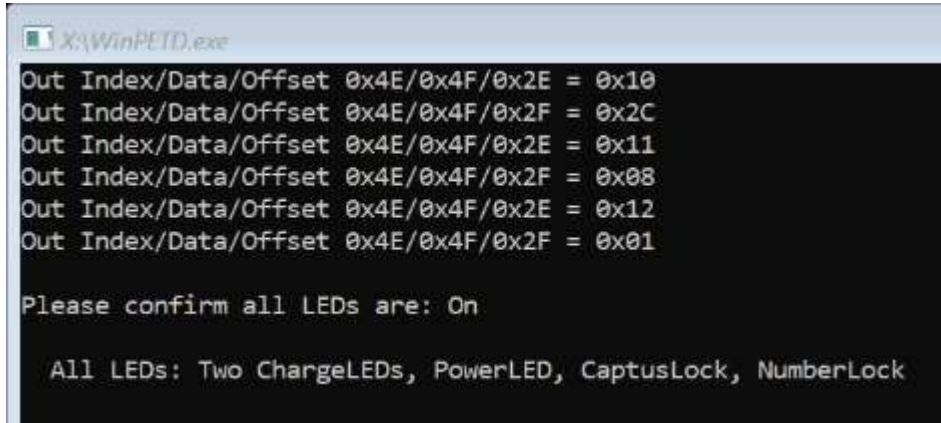 X:\WinPETD.exe
Out Index/Data/Offset 0x4E/0x4F/0x2E = 0x10
Out Index/Data/Offset 0x4E/0x4F/0x2F = 0x2C
Out Index/Data/Offset 0x4E/0x4F/0x2E = 0x11
Out Index/Data/Offset 0x4E/0x4F/0x2F = 0x08
Out Index/Data/Offset 0x4E/0x4F/0x2E = 0x12
Out Index/Data/Offset 0x4E/0x4F/0x2F = 0x01
Please confirm all LEDs are: On
All LEDs: Two ChargeLEDs, PowerLED, CaptusLock, NumberLock